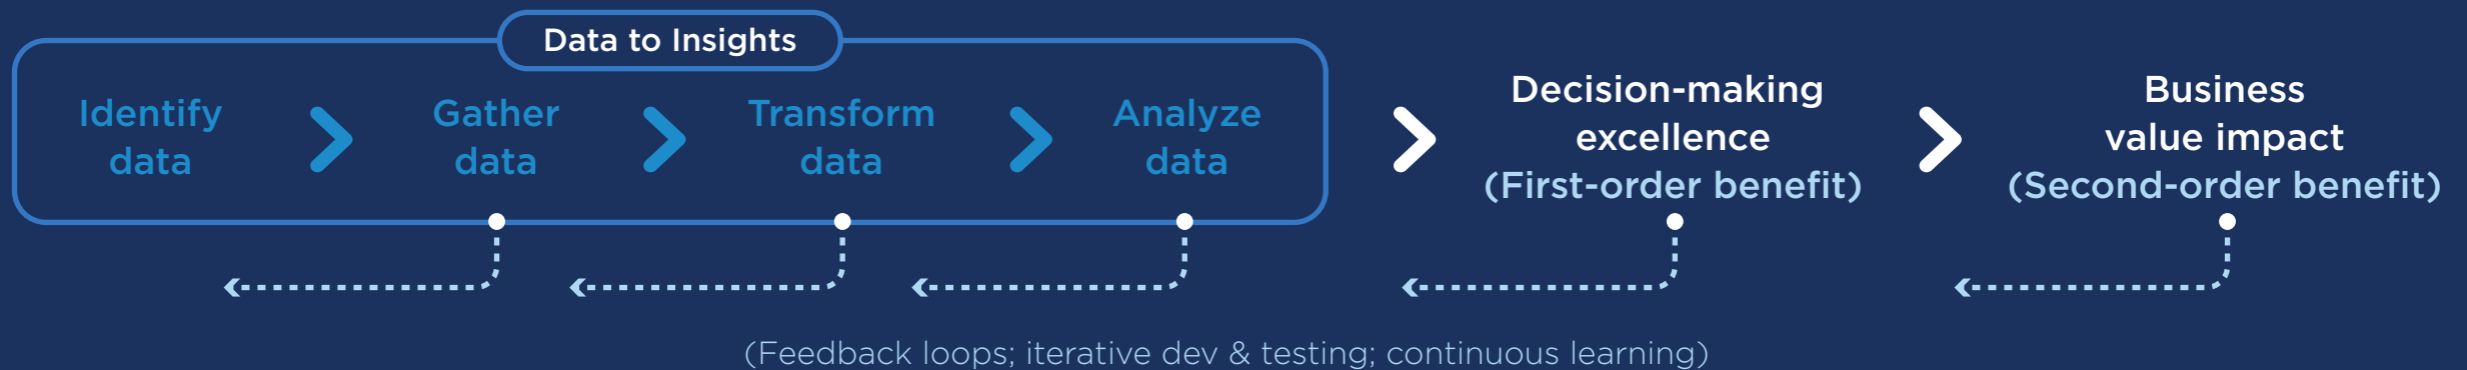 Data to Insights
Identify
data
Gather
data
Transform
data
Analyze
data
Decision-making
excellence
(First-order benefit)
Business
value impact
(Second-order benefit)
(Feedback loops; iterative dev & testing; continuous learning)